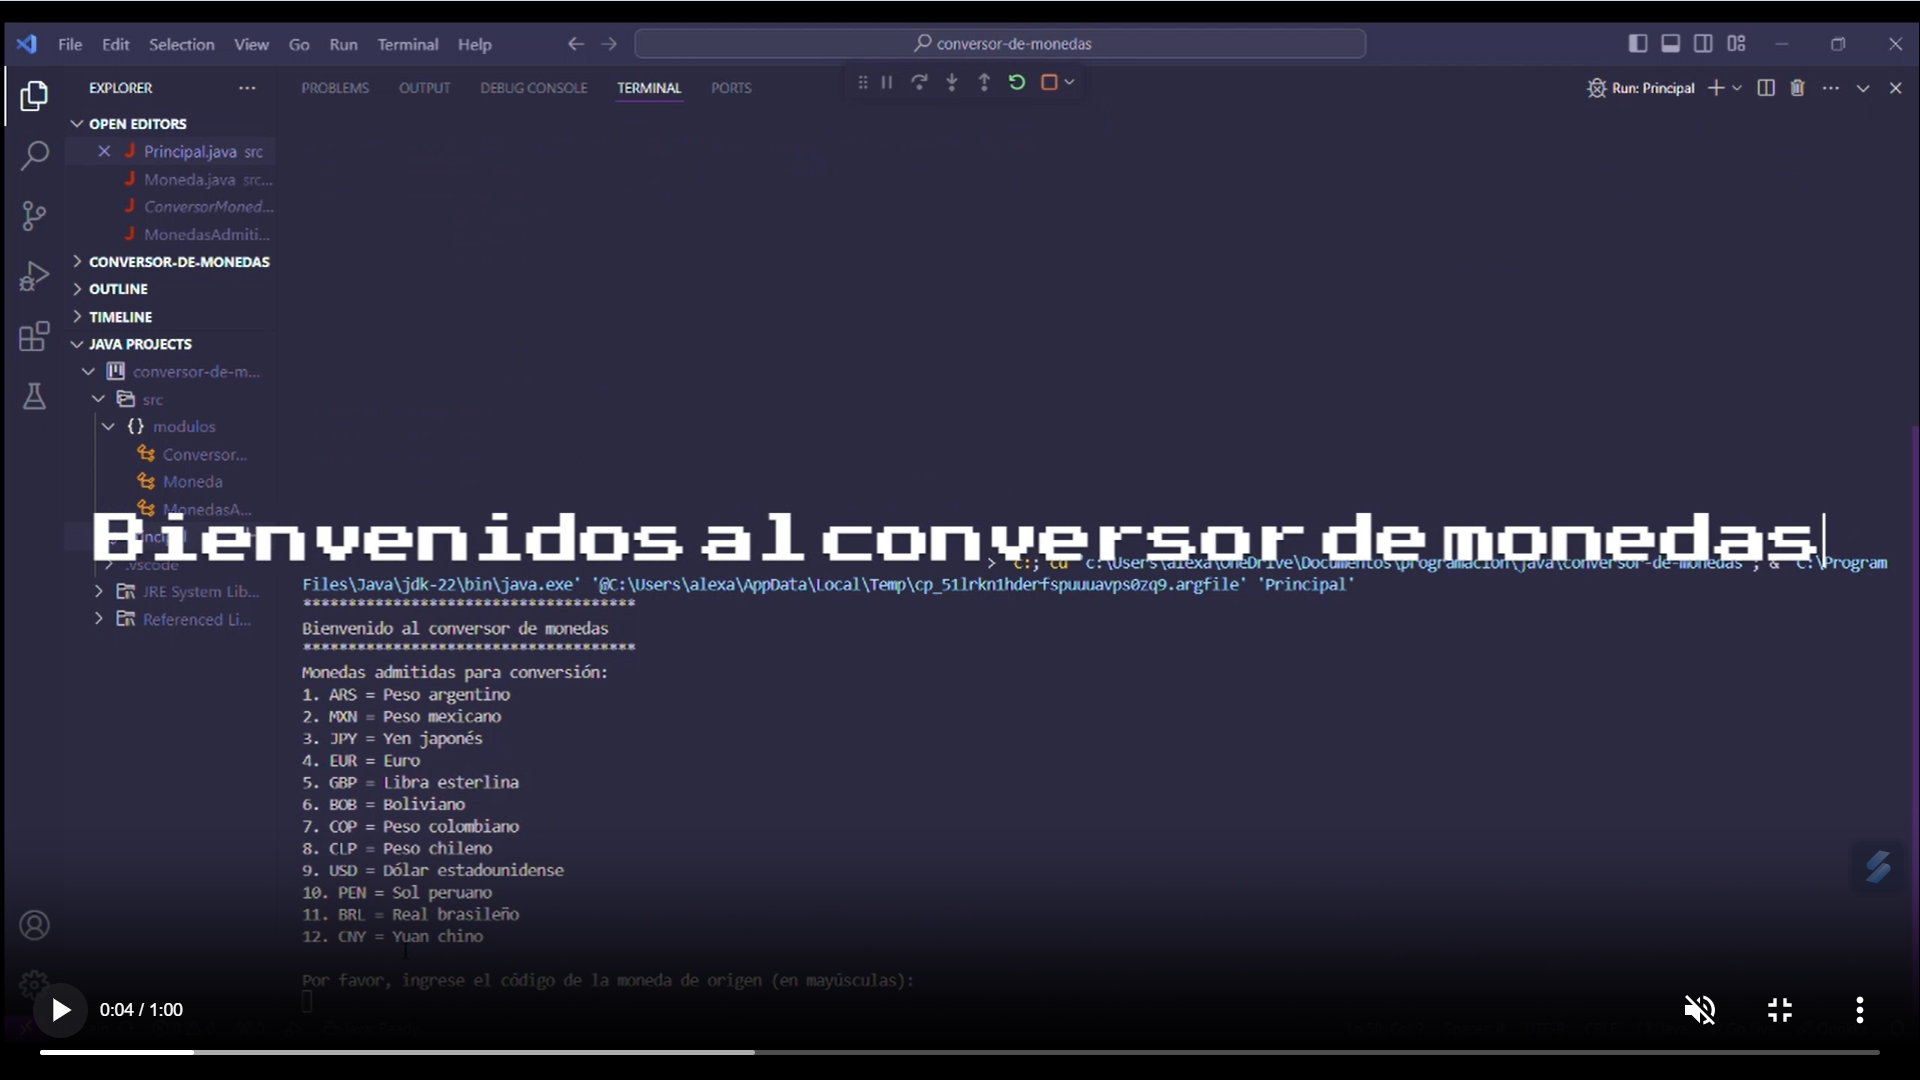 File Edit Selection View Go Run Terminal Help
conversor-de-monedas
EXPLORER
PROBLEMS OUTPUT DEBUG CONSOLE TERMINAL PORTS
Run: Principal
OPEN EDITORS
Principal.java src
Moneda.java src...
ConversorMoned...
MonedasAdmiti...
CONVERSOR-DE-MONEDAS
OUTLINE
TIMELINE
JAVA PROJECTS
conversor-de-m...
src
{} modulos
Conversor...
Moneda
MonedasA...
.vscode
JRE System Lib...
Referenced Li...
Bienvenidos al conversor de monedas
> c:; cd 'c:\Users\alexa\OneDrive\Documentos\programacion\java\conversor-de-monedas'; & 'C:\Program
Files\Java\jdk-22\bin\java.exe' '@C:\Users\alexa\AppData\Local\Temp\cp_51lrkn1hderfspuuuavps0zq9.argfile' 'Principal'
*************************************
Bienvenido al conversor de monedas
*************************************
Monedas admitidas para conversión:
1. ARS = Peso argentino
2. MXN = Peso mexicano
3. JPY = Yen japonés
4. EUR = Euro
5. GBP = Libra esterlina
6. BOB = Boliviano
7. COP = Peso colombiano
8. CLP = Peso chileno
9. USD = Dólar estadounidense
10. PEN = Sol peruano
11. BRL = Real brasileño
12. CNY = Yuan chino
Por favor, ingrese el código de la moneda de origen (en mayúsculas):
0:04 / 1:00